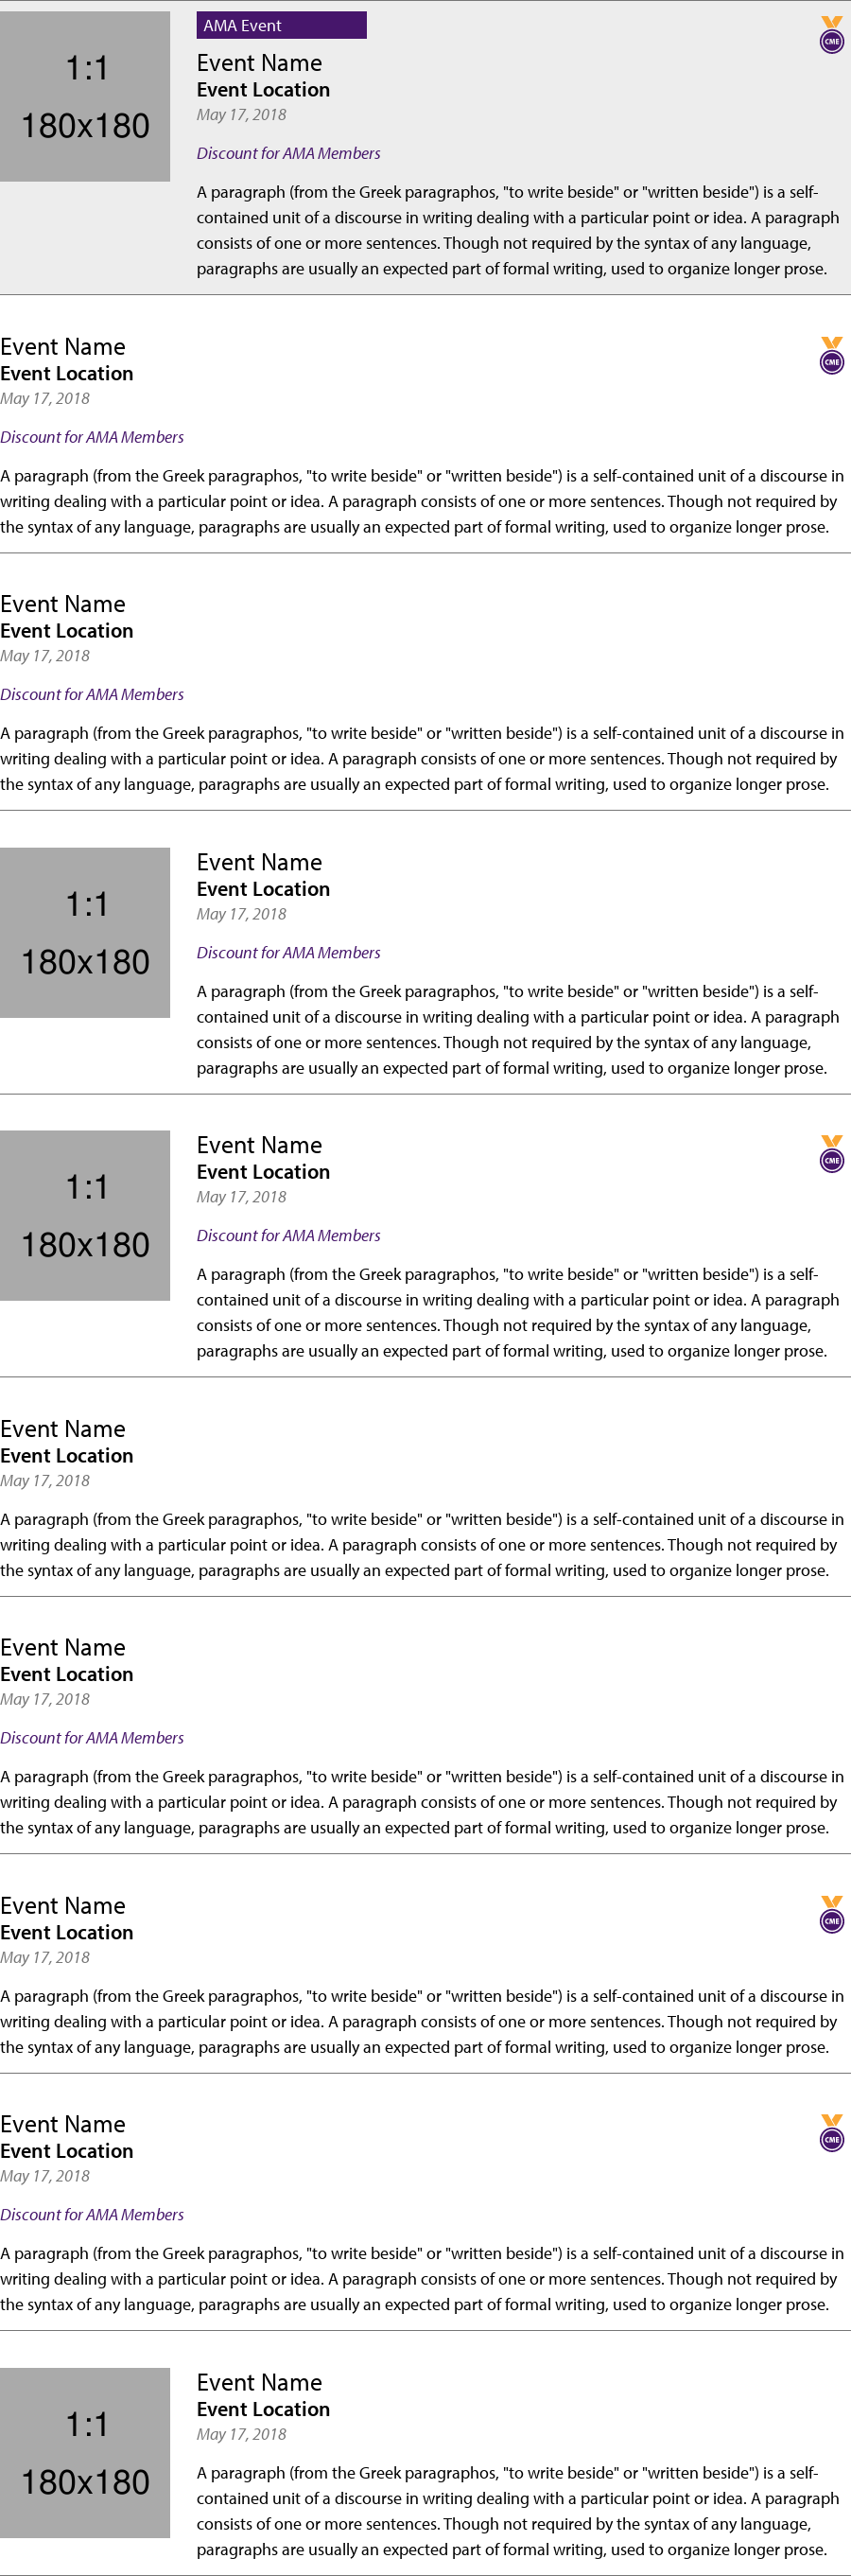 1:1
180x180
AMA Event
CME
Event Name
Event Location
May 17, 2018
Discount for AMA Members
A paragraph (from the Greek paragraphos, "to write beside" or "written beside") is a self-
contained unit of a discourse in writing dealing with a particular point or idea. A paragraph
consists of one or more sentences. Though not required by the syntax of any language,
paragraphs are usually an expected part of formal writing, used to organize longer prose.
Event Name
CME
Event Location
May 17, 2018
Discount for AMA Members
A paragraph (from the Greek paragraphos, "to write beside" or "written beside") is a self-contained unit of a discourse in
writing dealing with a particular point or idea. A paragraph consists of one or more sentences. Though not required by
the syntax of any language, paragraphs are usually an expected part of formal writing, used to organize longer prose.
Event Name
Event Location
May 17, 2018
Discount for AMA Members
A paragraph (from the Greek paragraphos, "to write beside" or "written beside") is a self-contained unit of a discourse in
writing dealing with a particular point or idea. A paragraph consists of one or more sentences. Though not required by
the syntax of any language, paragraphs are usually an expected part of formal writing, used to organize longer prose.
1:1
180x180
Event Name
Event Location
May 17, 2018
Discount for AMA Members
A paragraph (from the Greek paragraphos, "to write beside" or "written beside") is a self-
contained unit of a discourse in writing dealing with a particular point or idea. A paragraph
consists of one or more sentences. Though not required by the syntax of any language,
paragraphs are usually an expected part of formal writing, used to organize longer prose.
1:1
180x180
Event Name
CME
Event Location
May 17, 2018
Discount for AMA Members
A paragraph (from the Greek paragraphos, "to write beside" or "written beside") is a self-
contained unit of a discourse in writing dealing with a particular point or idea. A paragraph
consists of one or more sentences. Though not required by the syntax of any language,
paragraphs are usually an expected part of formal writing, used to organize longer prose.
Event Name
Event Location
May 17, 2018
A paragraph (from the Greek paragraphos, "to write beside" or "written beside") is a self-contained unit of a discourse in
writing dealing with a particular point or idea. A paragraph consists of one or more sentences. Though not required by
the syntax of any language, paragraphs are usually an expected part of formal writing, used to organize longer prose.
Event Name
Event Location
May 17, 2018
Discount for AMA Members
A paragraph (from the Greek paragraphos, "to write beside" or "written beside") is a self-contained unit of a discourse in
writing dealing with a particular point or idea. A paragraph consists of one or more sentences. Though not required by
the syntax of any language, paragraphs are usually an expected part of formal writing, used to organize longer prose.
Event Name
CME
Event Location
May 17, 2018
A paragraph (from the Greek paragraphos, "to write beside" or "written beside") is a self-contained unit of a discourse in
writing dealing with a particular point or idea. A paragraph consists of one or more sentences. Though not required by
the syntax of any language, paragraphs are usually an expected part of formal writing, used to organize longer prose.
Event Name
CME
Event Location
May 17, 2018
Discount for AMA Members
A paragraph (from the Greek paragraphos, "to write beside" or "written beside") is a self-contained unit of a discourse in
writing dealing with a particular point or idea. A paragraph consists of one or more sentences. Though not required by
the syntax of any language, paragraphs are usually an expected part of formal writing, used to organize longer prose.
1:1
180x180
Event Name
Event Location
May 17, 2018
A paragraph (from the Greek paragraphos, "to write beside" or "written beside") is a self-
contained unit of a discourse in writing dealing with a particular point or idea. A paragraph
consists of one or more sentences. Though not required by the syntax of any language,
paragraphs are usually an expected part of formal writing, used to organize longer prose.